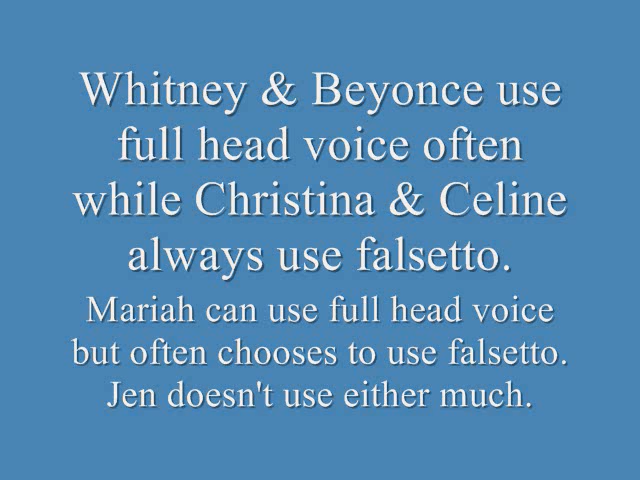 Whitney & Beyonce use
full head voice often
while Christina & Celine
always use falsetto.
Mariah can use full head voice
but often chooses to use falsetto.
Jen doesn't use either much.